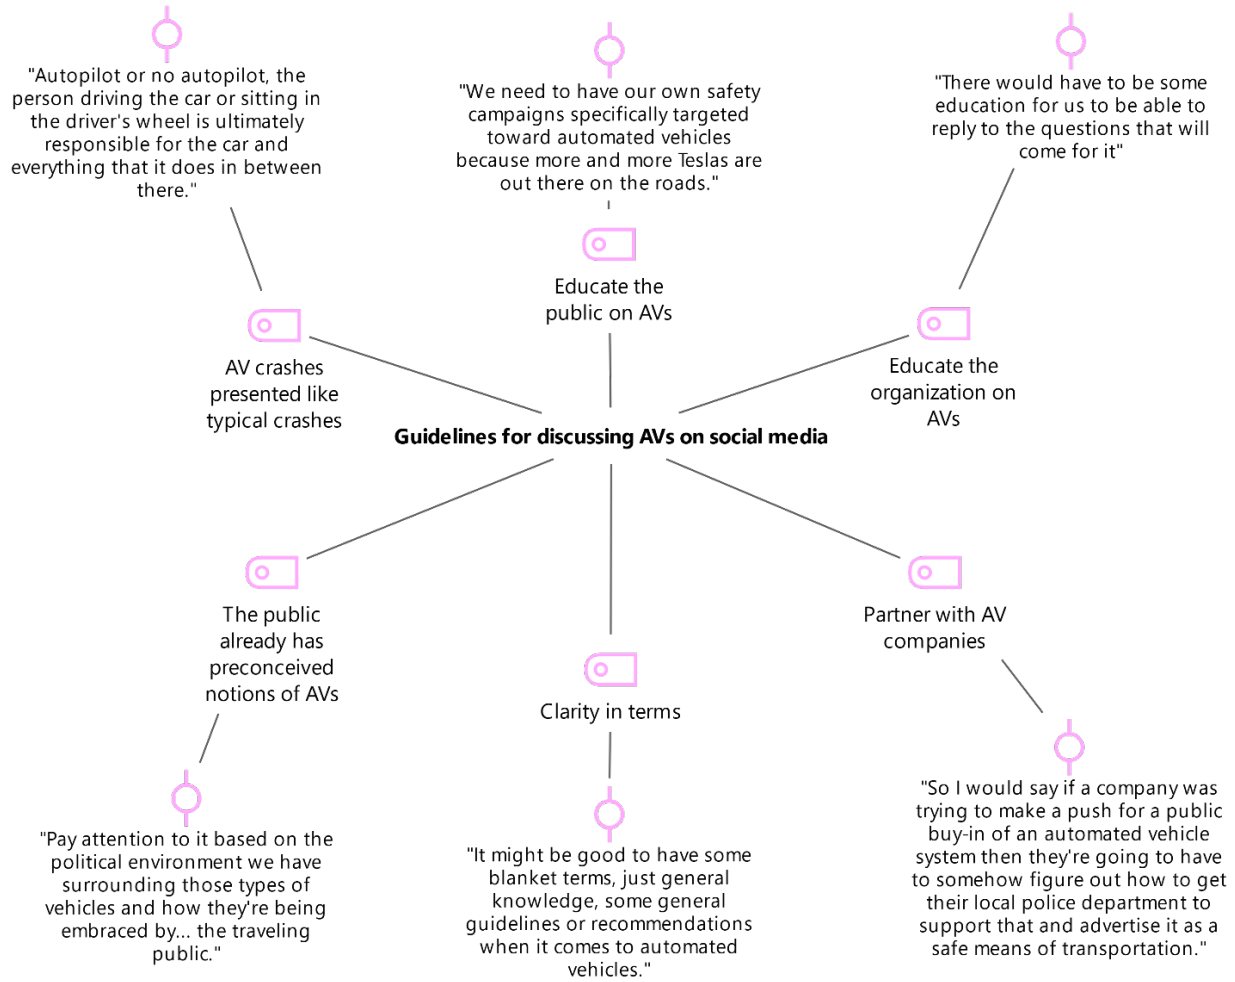 "Autopilot or no autopilot, the
person driving the car or sitting in
the driver's wheel is ultimately
responsible for the car and
everything that it does in between
there."
"We need to have our own safety
campaigns specifically targeted
toward automated vehicles
because more and more Teslas are
out there on the roads."
"There would have to be some
education for us to be able to
reply to the questions that will
come for it"
AV crashes
presented like
typical crashes
Educate the
public on AVs
Educate the
organization on
AVs
Guidelines for discussing AVs on social media
The public
already has
preconceived
notions of AVs
Clarity in terms
Partner with AV
companies
"Pay attention to it based on the
political environment we have
surrounding those types of
vehicles and how they're being
embraced by... the traveling
public."
"It might be good to have some
blanket terms, just general
knowledge, some general
guidelines or recommendations
when it comes to automated
vehicles."
"So I would say if a company was
trying to make a push for a public
buy-in of an automated vehicle
system then they're going to have
to somehow figure out how to get
their local police department to
support that and advertise it as a
safe means of transportation."